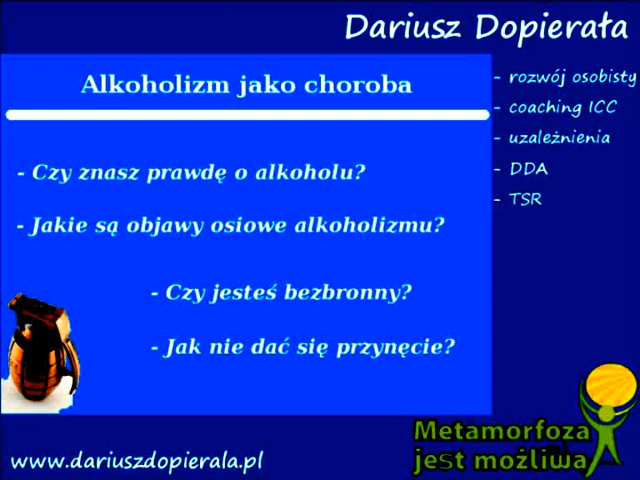 Dariusz Dopierała
Alkoholizm jako choroba
- Czy znasz prawdę o alkoholu?
- Jakie są objawy osiowe alkoholizmu?
- Czy jesteś bezbronny?
- Jak nie dać się przynęcie?
- rozwój osobisty
- coaching ICC
- uzależnienia
- DDA
- TSR
www.dariuszdopierala.pl
Metamorfoza
jest możliwa